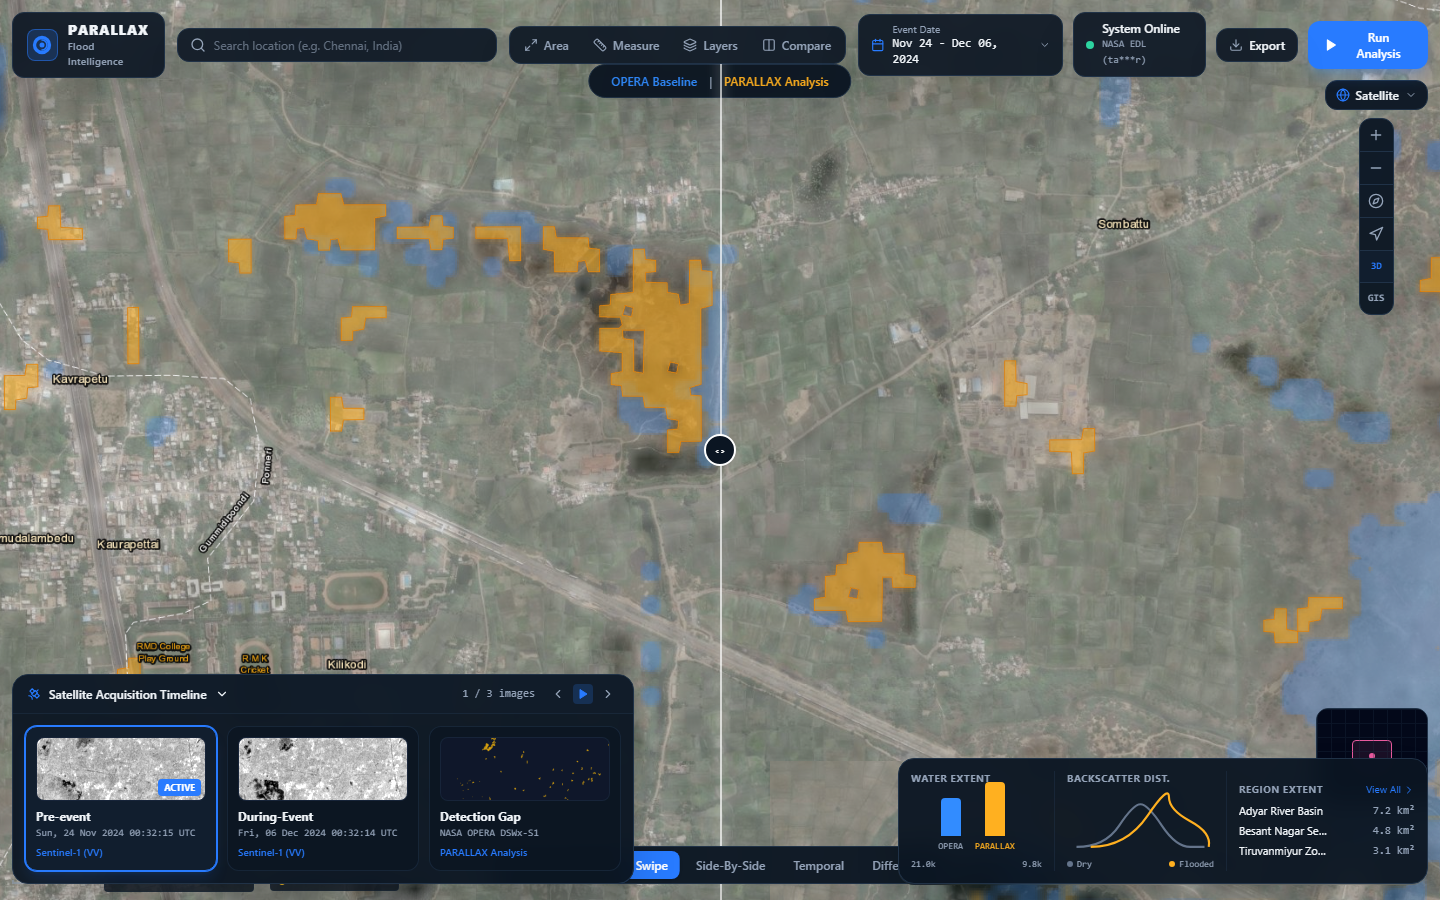 PARALLAX
Flood
Intelligence
Search location (e.g. Chennai, India)
Area
Measure
Layers
Compare
Event Date
Nov 24 - Dec 06,
2024
System Online
NASA EDL
(ta***r)
Export
Run
Analysis
OPERA Baseline | PARALLAX Analysis
Satellite
3D
GIS
Sombattu
Kavrapetu
Ponneri
Gummidipoondi
mudalambedu
Kaurapettai
RMD College
Play Ground
R M K
Cricket
Kilikodi
Satellite Acquisition Timeline
1 / 3 images
ACTIVE
Pre-event
Sun, 24 Nov 2024 00:32:15 UTC
Sentinel-1 (VV)
During-Event
Fri, 06 Dec 2024 00:32:14 UTC
Sentinel-1 (VV)
Detection Gap
NASA OPERA DSWx-S1
PARALLAX Analysis
Swipe
Side-By-Side
Temporal
Diffe
WATER EXTENT
OPERA
PARALLAX
21.0k
9.8k
BACKSCATTER DIST.
Dry
Flooded
REGION EXTENT
View All
Adyar River Basin
7.2 km²
Besant Nagar Se...
4.8 km²
Tiruvanmiyur Zo...
3.1 km²